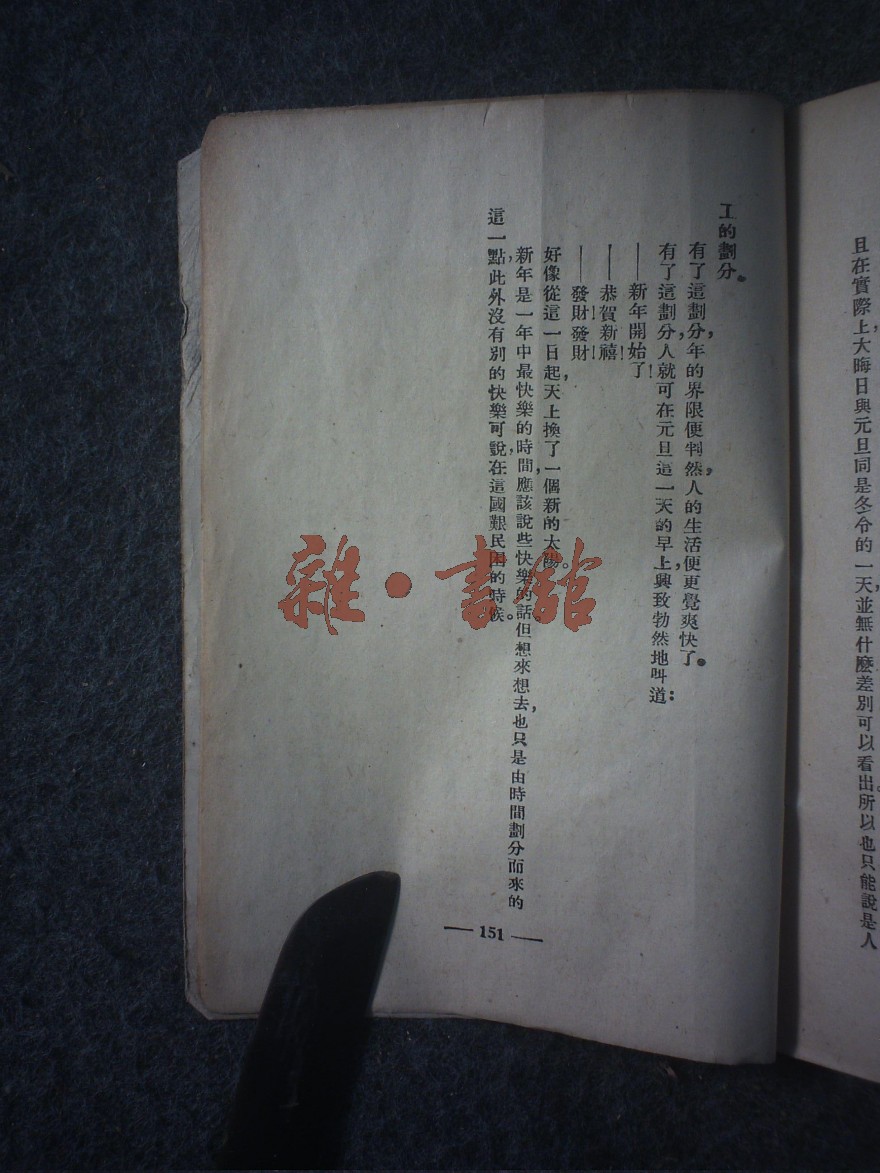 且在實際上，大晦日與元旦同是冬令的一天，並無什麼差別可以看出。所以也只能說是人
工的劃分。
有了這劃分，年的界限便判然，人的生活便更覺爽快了。
有了這劃分，人就可在元旦這一天的早上，興致勃然地叫道：
——新年開始了！
——恭賀新禧！
——發財！發財！
好像從這一日起，天上換了一個新的太陽。
新年是一年中最快樂的時間，應該說些快樂的話。但想來想去，也只是由時間劃分而來的
這一點，此外沒有別的快樂可說，在這國艱民困的時候。
— 151 —
雜·書館